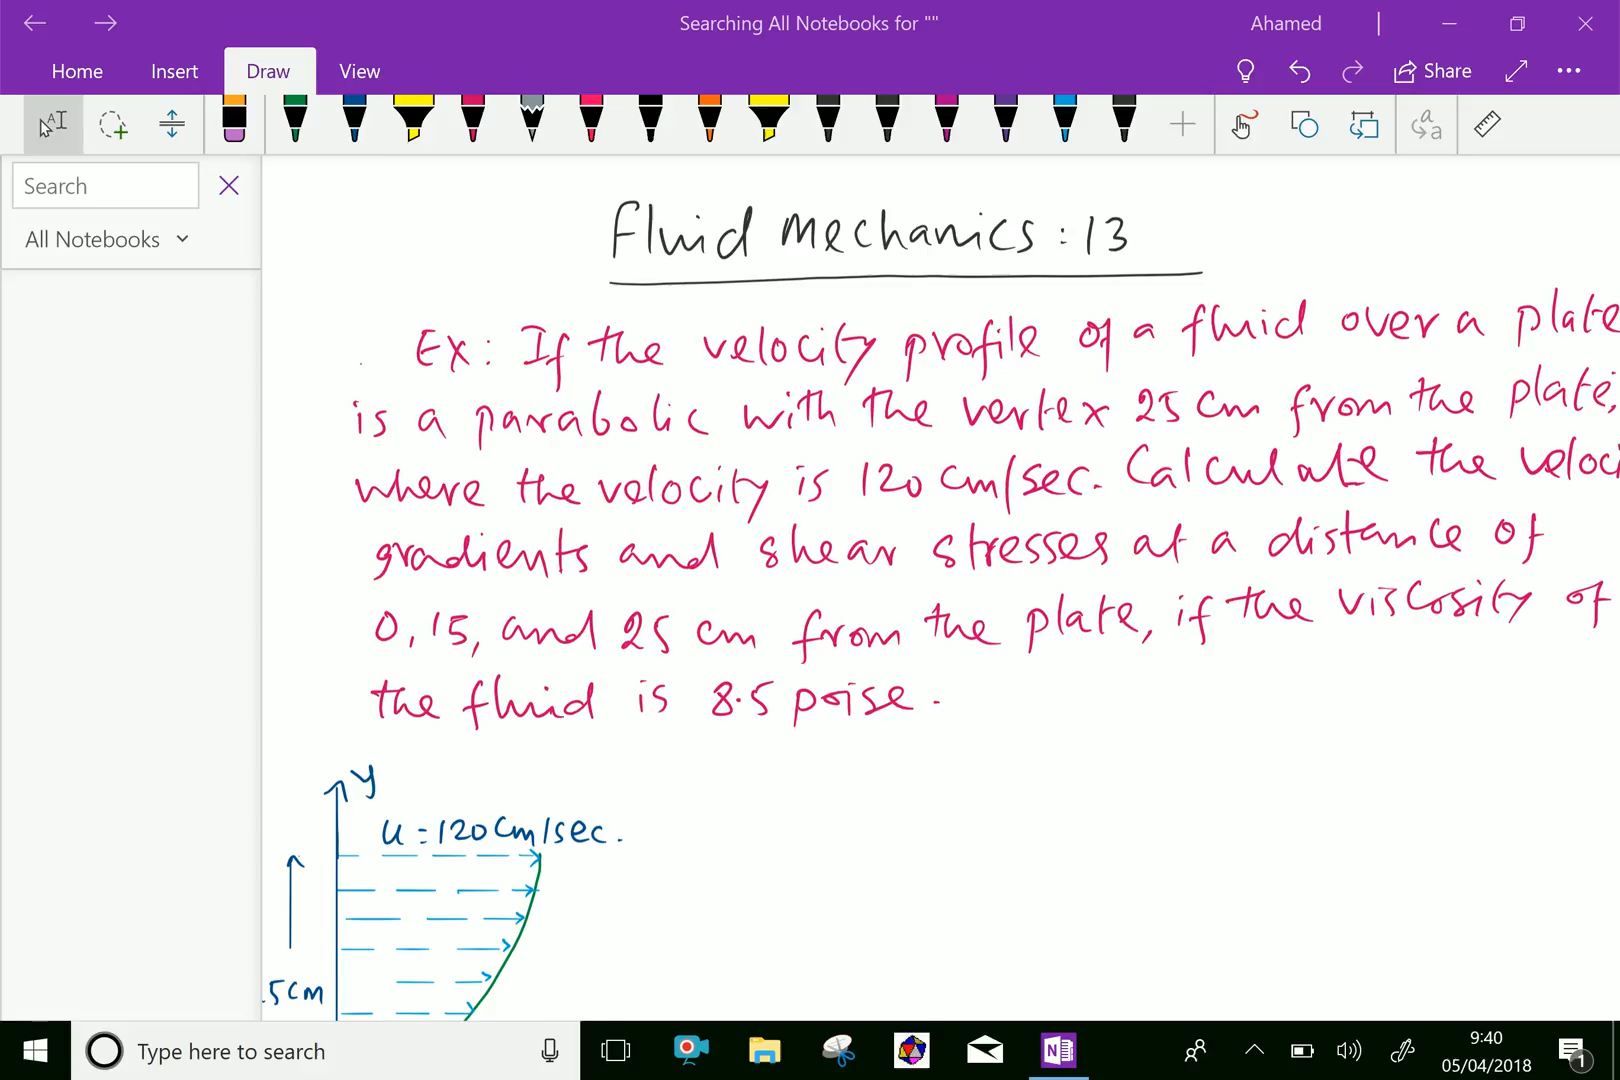 Searching All Notebooks for ""
Ahamed
Home
Insert
Draw
View
Share
Search
All Notebooks
Fluid Mechanics : 13
Ex : If the velocity profile of a fluid over a plate
is a parabolic with the vertex 25 cm from the plate,
where the velocity is 120 cm/sec. Calculate the veloci
gradients and shear stresses at a distance of
0, 15, and 25 cm from the plate, if the viscosity of
the fluid is 8.5 poise.
y
u = 120 cm/sec.
5 cm
Type here to search
9:40
05/04/2018
1